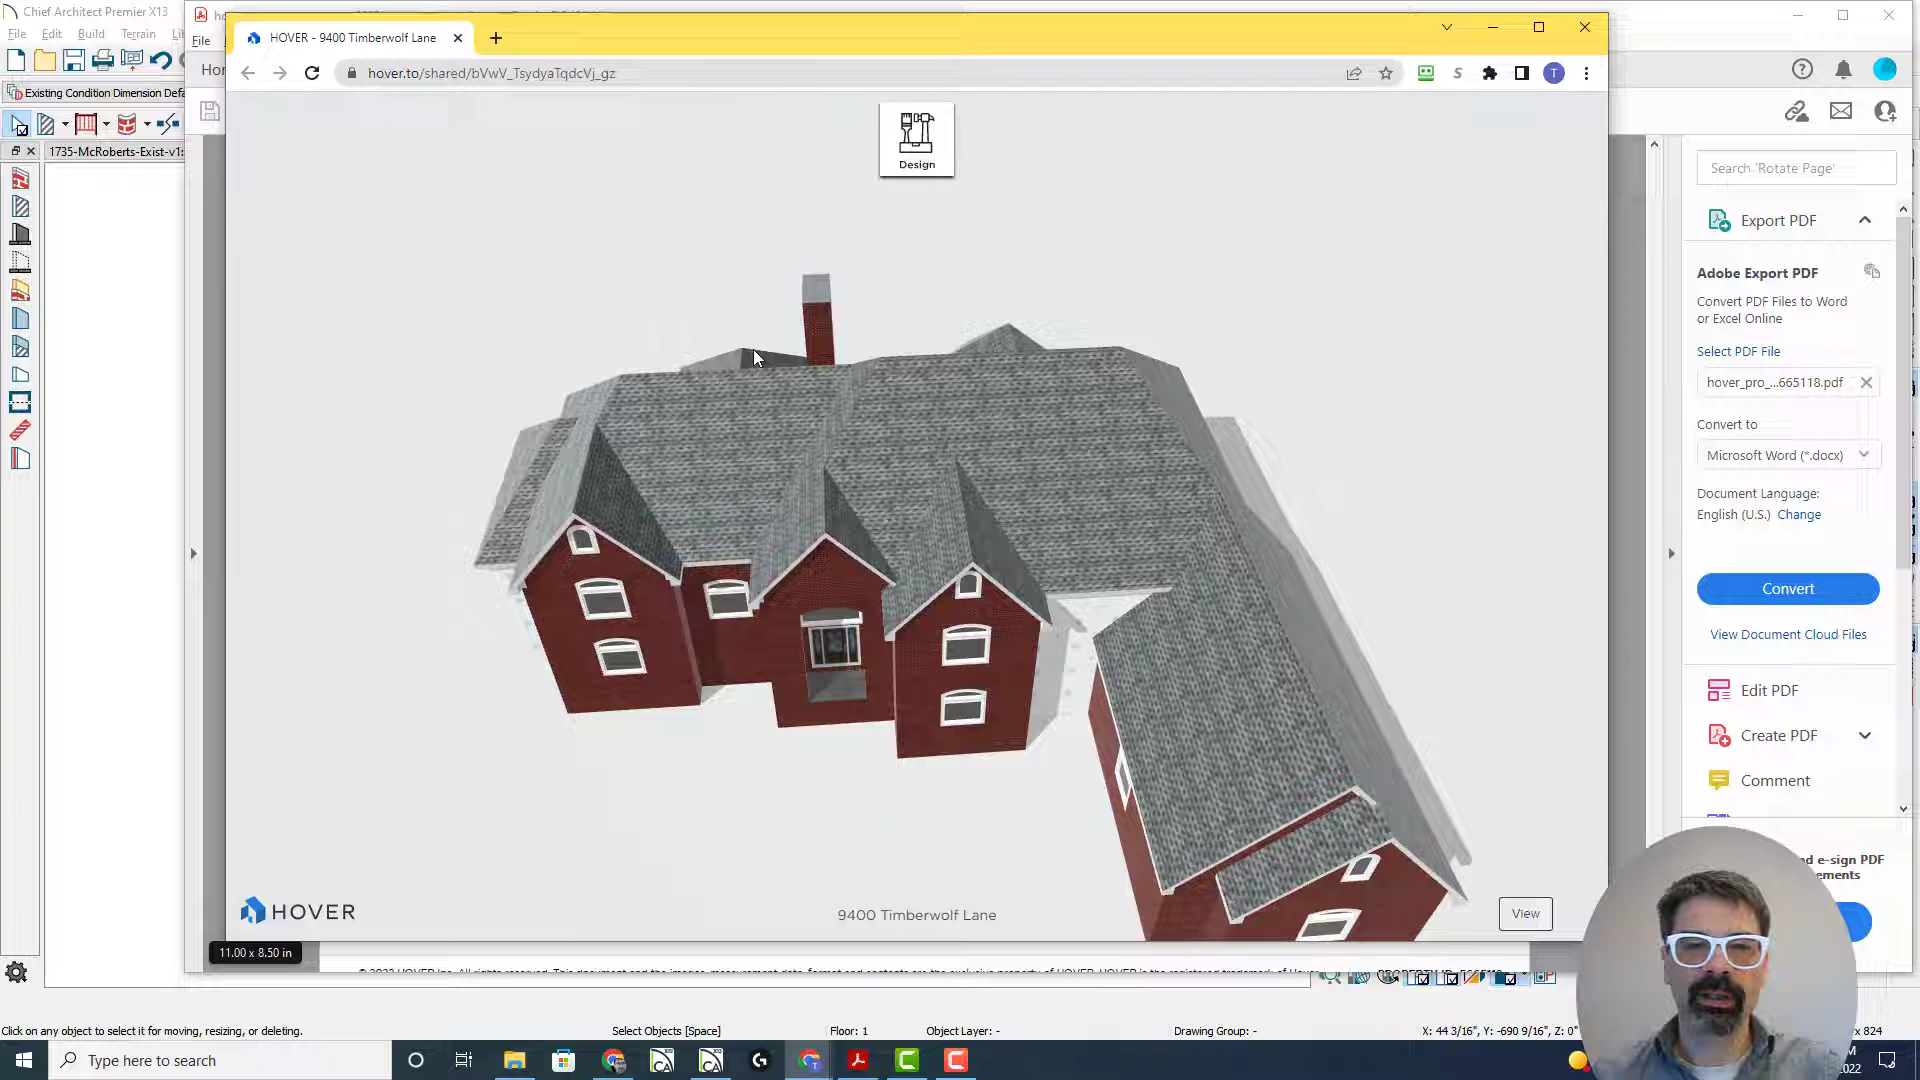 Chief Architect Premier X13
File Edit Build Terrain
Existing Condition Dimension Defa
1735-McRoberts-Exist-v1:
File
HOVER - 9400 Timberwolf Lane
hover.to/shared/bVwV_TsydyaTqdcVj_gz
T
Design
HOVER
9400 Timberwolf Lane
View
11.00 x 8.50 in
Search 'Rotate Page'
Export PDF
Adobe Export PDF
Convert PDF Files to Word
or Excel Online
Select PDF File
hover_pro_...665118.pdf
Convert to
Microsoft Word (*.docx)
Document Language:
English (U.S.) Change
Convert
View Document Cloud Files
Edit PDF
Create PDF
Comment
d e-sign PDF
Click on any object to select it for moving, resizing, or deleting.
Select Objects [Space]
Floor: 1
Object Layer: -
Drawing Group: -
X: 44 3/16", Y: -690 9/16", Z: 0"
x 824
Type here to search
2022